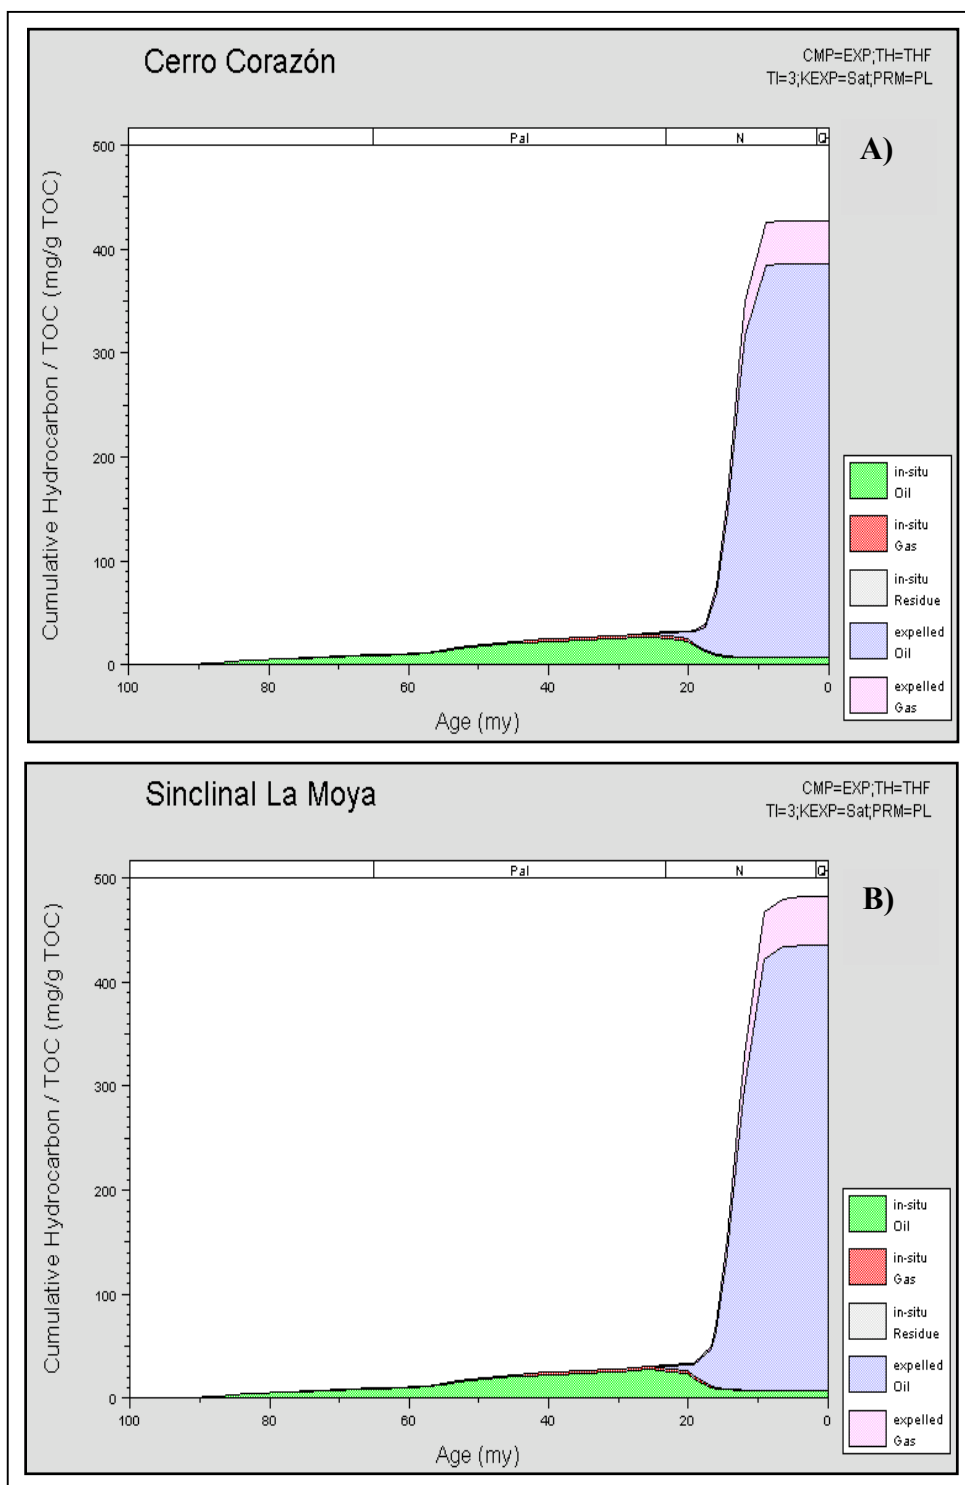 Cerro Corazón
CMP=EXP;TH=THF
TI=3;KEXP=Sat;PRM=PL
Pal
N
Q
A)
500
400
300
200
100
0
Cumulative Hydrocarbon / TOC (mg/g TOC)
100
80
60
40
20
0
Age (my)
in-situ
Oil
in-situ
Gas
in-situ
Residue
expelled
Oil
expelled
Gas
Sinclinal La Moya
CMP=EXP;TH=THF
TI=3;KEXP=Sat;PRM=PL
Pal
N
Q
B)
500
400
300
200
100
0
Cumulative Hydrocarbon / TOC (mg/g TOC)
100
80
60
40
20
0
Age (my)
in-situ
Oil
in-situ
Gas
in-situ
Residue
expelled
Oil
expelled
Gas